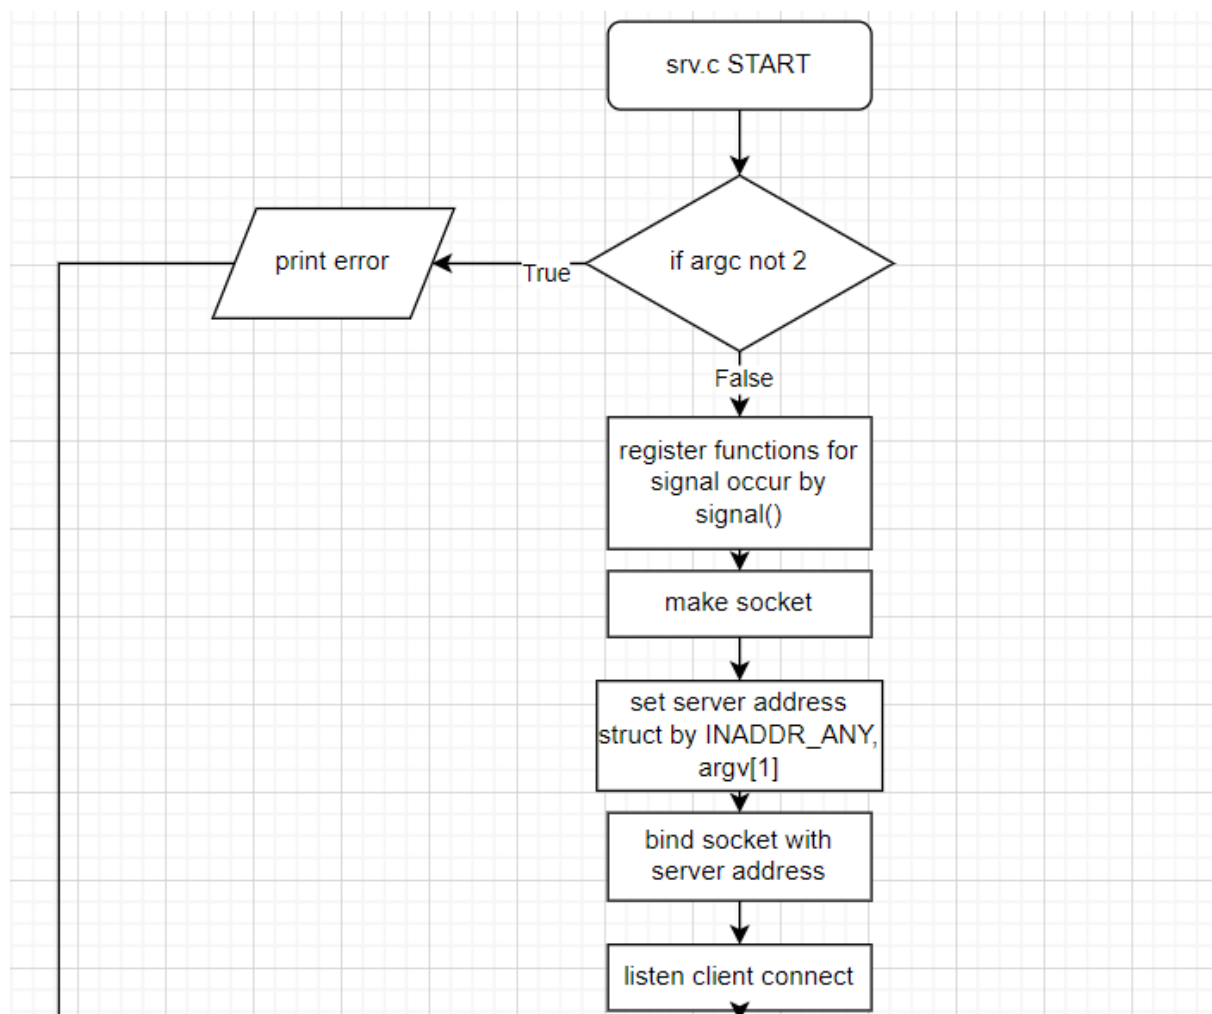 srv.c START
if argc not 2
print error
True
False
register functions for
signal occur by
signal()
make socket
set server address
struct by INADDR_ANY,
argv[1]
bind socket with
server address
listen client connect